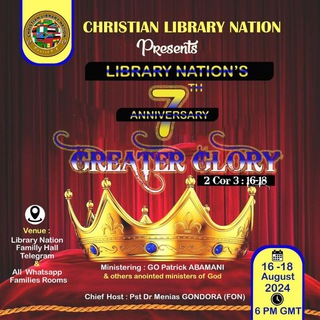 CHRISTIAN LIBRARY NATION
Presents
LIBRARY NATION'S
7TH
ANNIVERSARY
GREATER GLORY
2 Cor 3 : 16-18
Venue :
Library Nation
Familly Hall
Telegram
&
All Whatsapp
Families Rooms
Ministering : GO Patrick ABAMANI
& others anointed ministers of God
Chief Host : Pst Dr Menias GONDORA (FON)
16 -18
August
2024
6 PM GMT